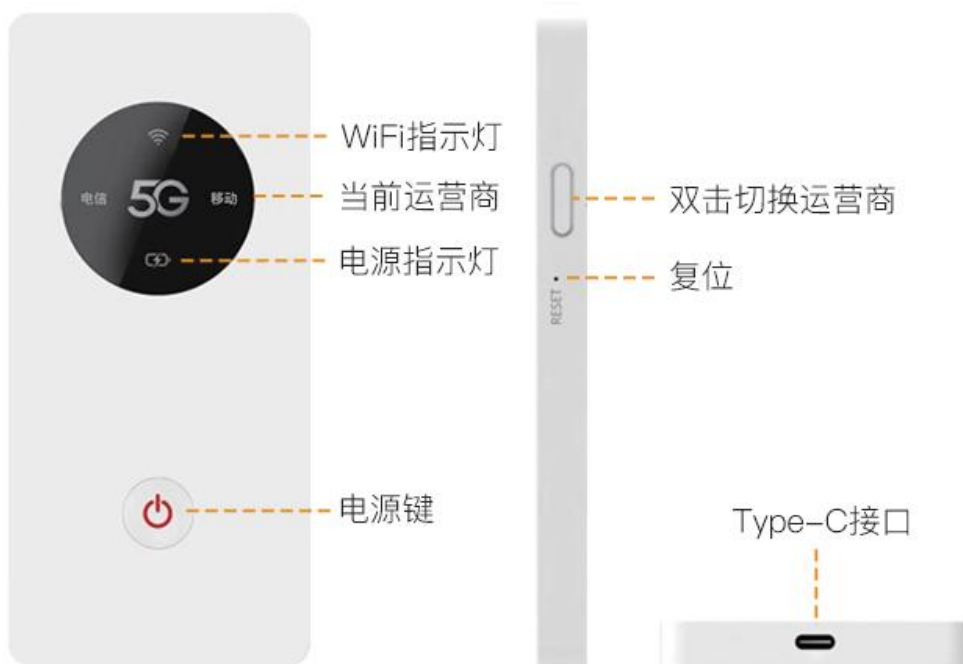 WiFi指示灯
电信 5G 移动
当前运营商
电源指示灯
电源键
双击切换运营商
复位
RESET
Type-C接口